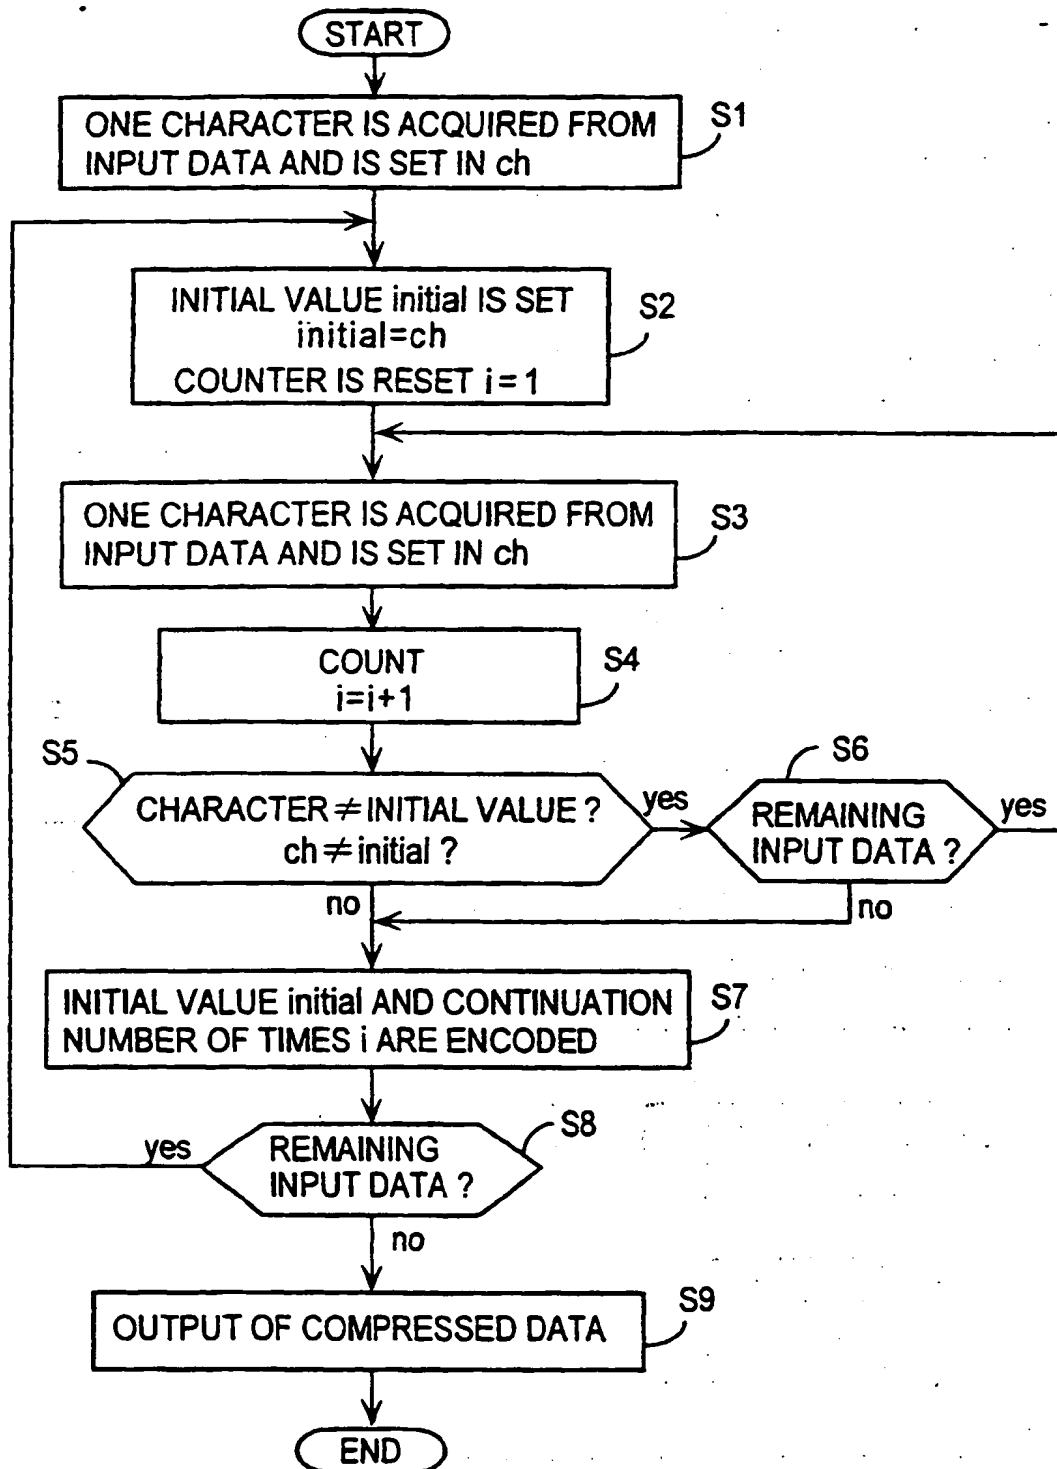 START
ONE CHARACTER IS ACQUIRED FROM
INPUT DATA AND IS SET IN ch
S1
INITIAL VALUE initial IS SET
initial=ch
COUNTER IS RESET i=1
S2
ONE CHARACTER IS ACQUIRED FROM
INPUT DATA AND IS SET IN ch
S3
COUNT
i=i+1
S4
S5
CHARACTER≠INITIAL VALUE?
ch≠initial?
yes
S6
REMAINING
INPUT DATA?
yes
no
no
INITIAL VALUE initial AND CONTINUATION
NUMBER OF TIMES i ARE ENCODED
S7
yes
REMAINING
INPUT DATA?
S8
no
OUTPUT OF COMPRESSED DATA
S9
END